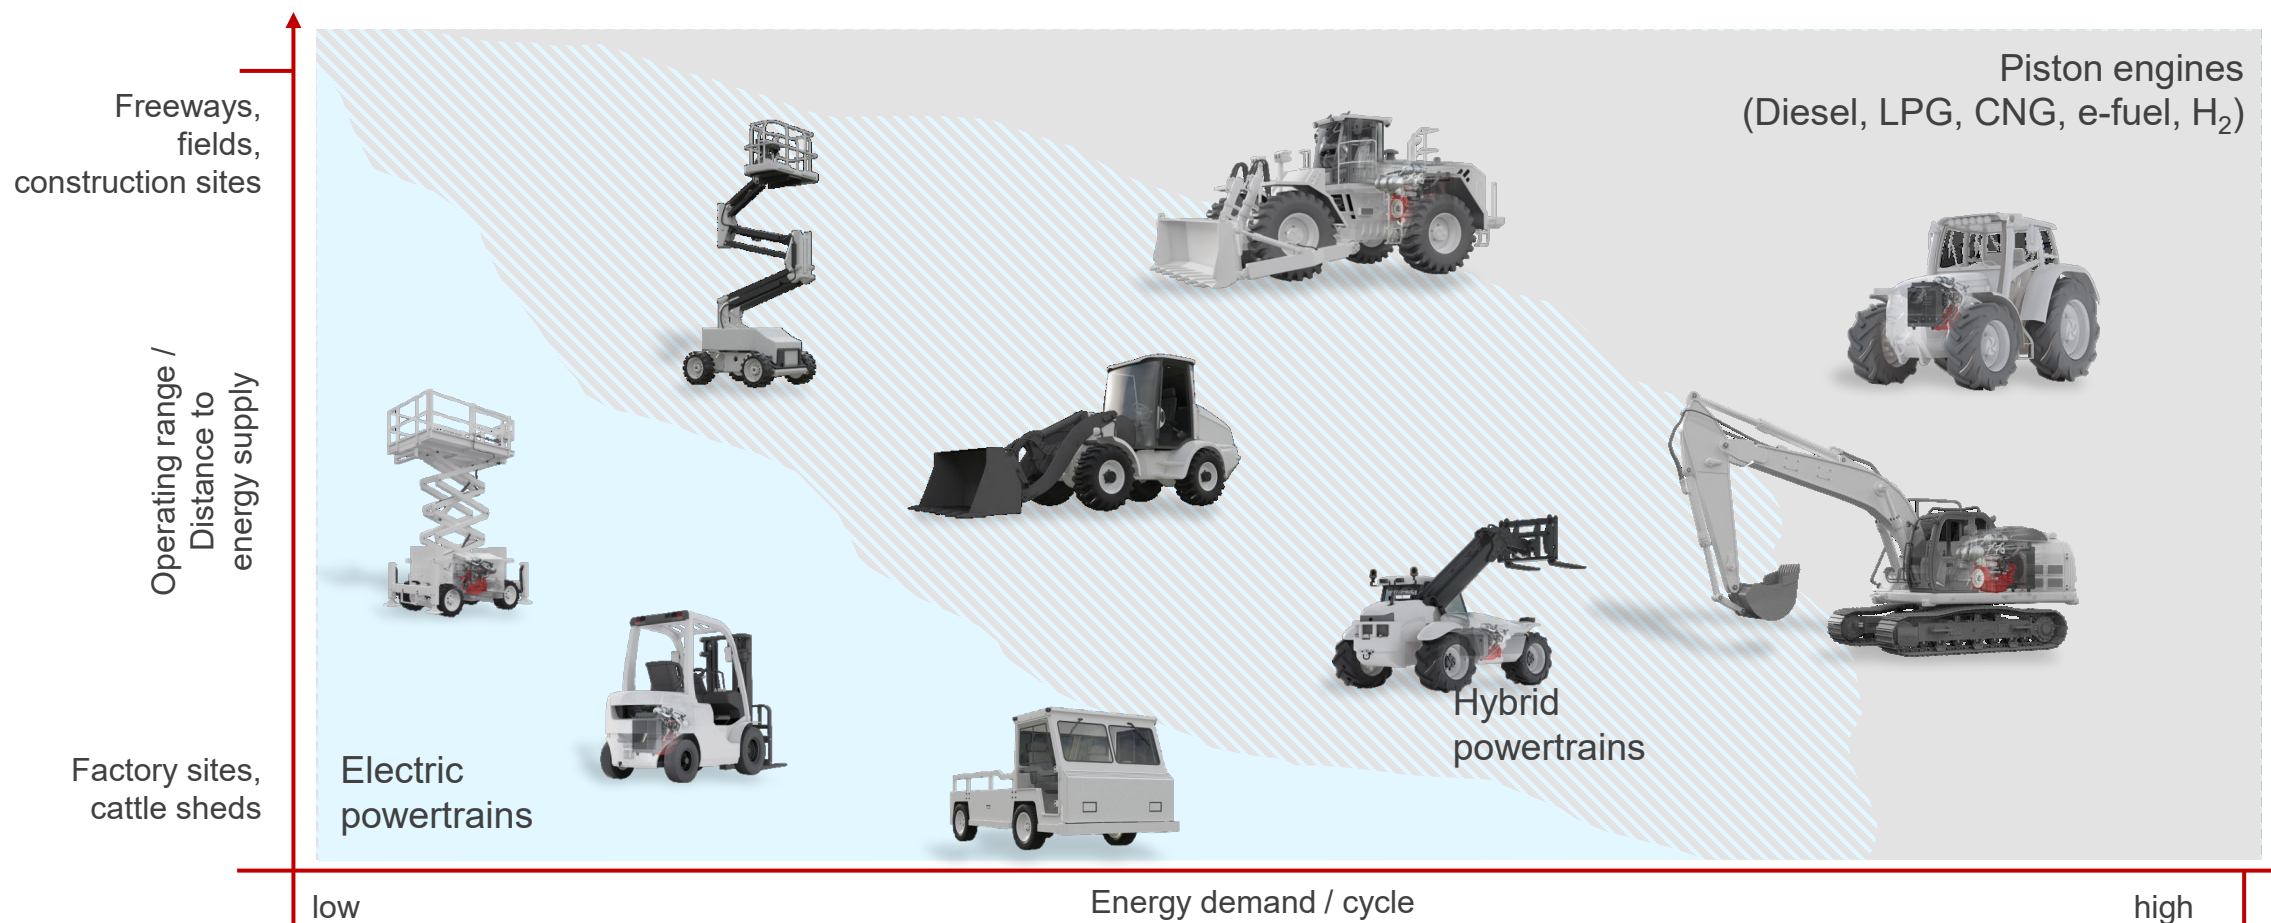 Piston engines
(Diesel, LPG, CNG, e-fuel, H₂)
Freeways,
fields,
construction sites
Operating range /
Distance to
energy supply
Hybrid
powertrains
Electric
powertrains
Factory sites,
cattle sheds
low
Energy demand / cycle
high